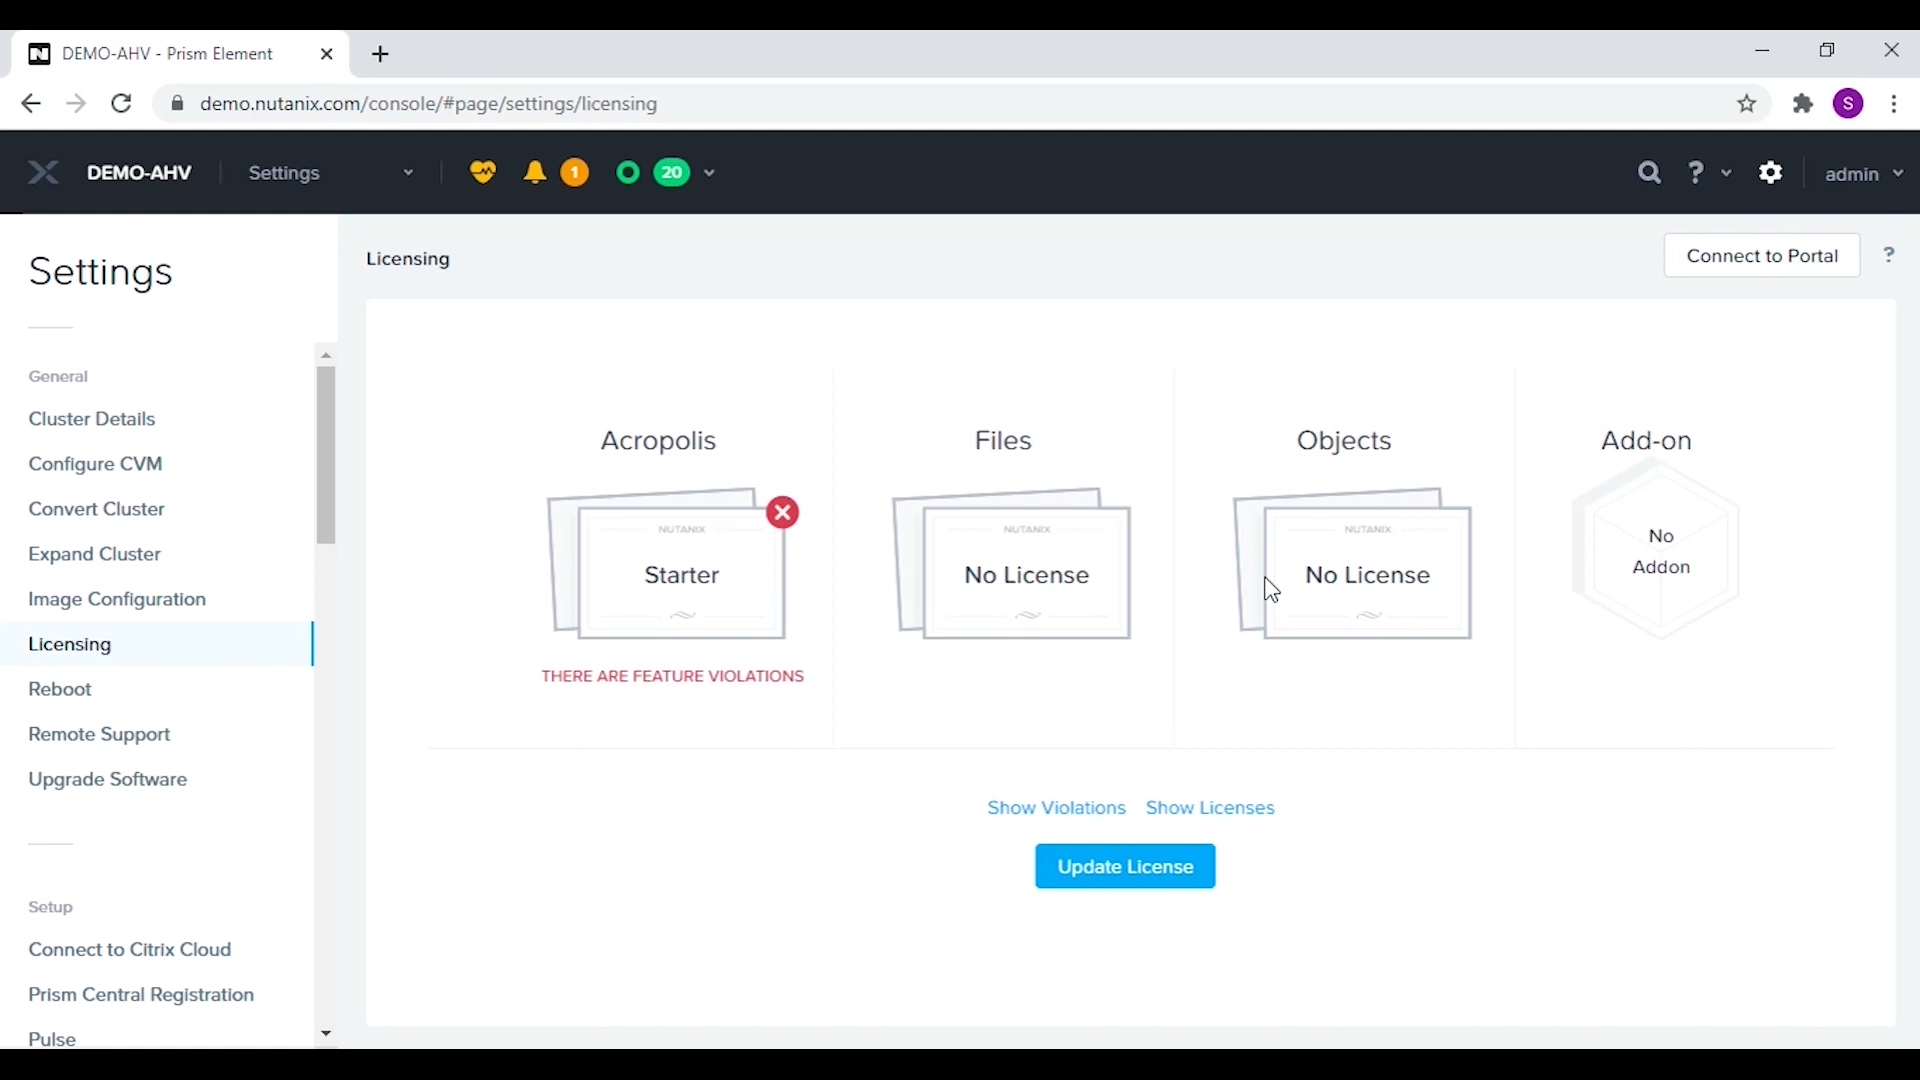 DEMO-AHV - Prism Element
demo.nutanix.com/console/#page/settings/licensing
S
DEMO-AHV
Settings
1
20
?
admin
Settings
General
Cluster Details
Configure CVM
Convert Cluster
Expand Cluster
Image Configuration
Licensing
Reboot
Remote Support
Upgrade Software
Setup
Connect to Citrix Cloud
Prism Central Registration
Pulse
Licensing
Connect to Portal
?
Acropolis
NUTANIX
Starter
THERE ARE FEATURE VIOLATIONS
Files
NUTANIX
No License
Objects
NUTANIX
No License
Add-on
No
Addon
Show Violations Show Licenses
Update License